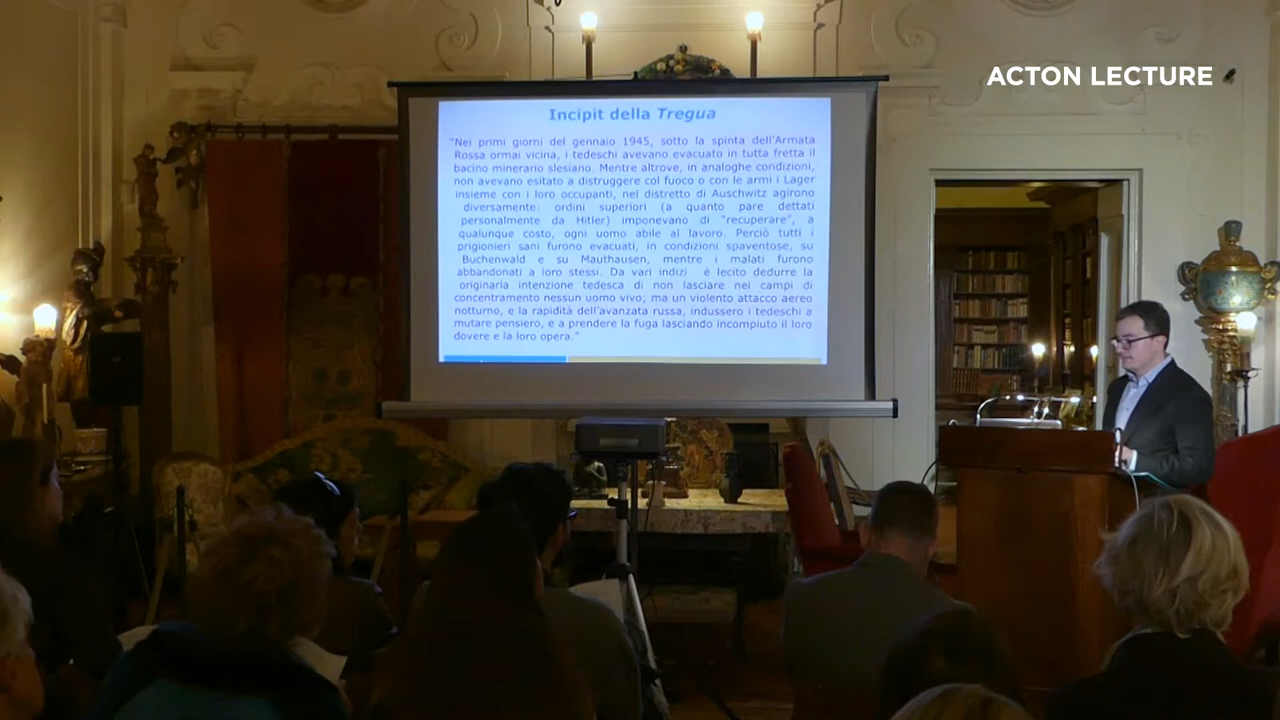 ACTON LECTURE
Incipit della Tregua
"Nei primi giorni del gennaio 1945, sotto la spinta dell'Armata
Rossa ormai vicina, i tedeschi avevano evacuato in tutta fretta il
bacino minerario slesiano. Mentre altrove, in analoghe condizioni,
non avevano esitato a distruggere col fuoco o con le armi i Lager
insieme con i loro occupanti, nel distretto di Auschwitz agirono
diversamente: ordini superiori (a quanto pare dettati
personalmente da Hitler) imponevano di "recuperare", a
qualunque costo, ogni uomo abile al lavoro. Perciò tutti i
prigionieri sani furono evacuati, in condizioni spaventose, su
Buchenwald e su Mauthausen, mentre i malati furono
abbandonati a loro stessi. Da vari indizi è lecito dedurre la
originaria intenzione tedesca di non lasciare nei campi di
concentramento nessun uomo vivo; ma un violento attacco aereo
notturno, e la rapidità dell'avanzata russa, indussero i tedeschi a
mutare pensiero, e a prendere la fuga lasciando incompiuto il loro
dovere e la loro opera."